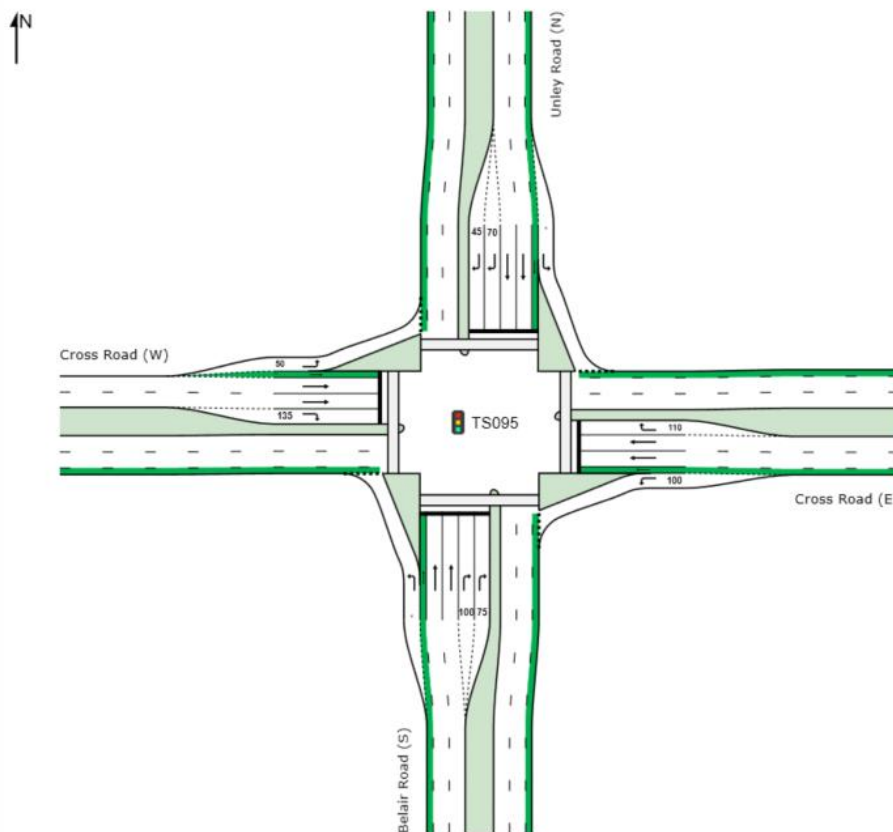 N
Unley Road (N)
45 70
Cross Road (W)
50
135
TS095
110
100
Cross Road (E
100 75
Belair Road (S)